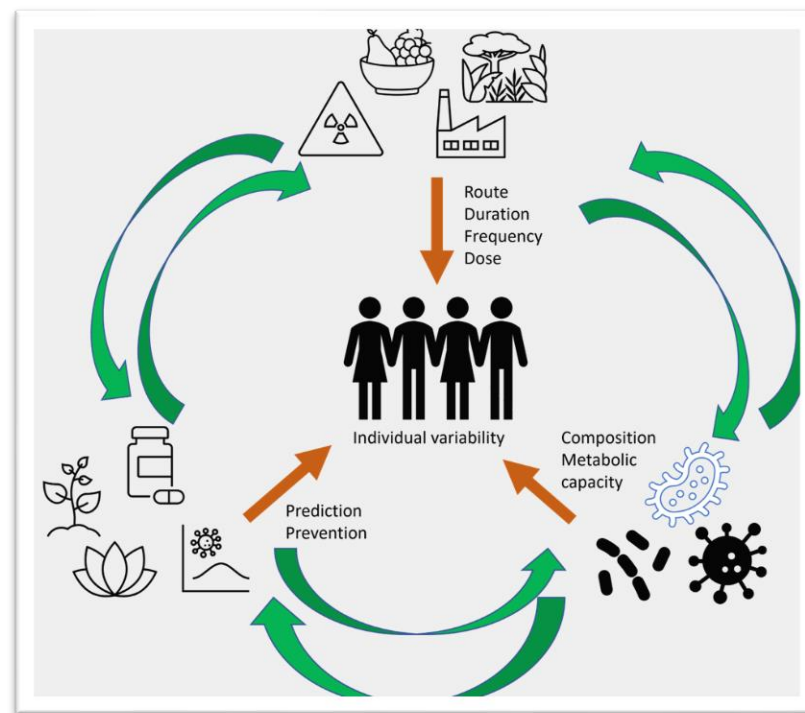 Route
Duration
Frequency
Dose
Individual variability
Composition
Metabolic
capacity
Prediction
Prevention